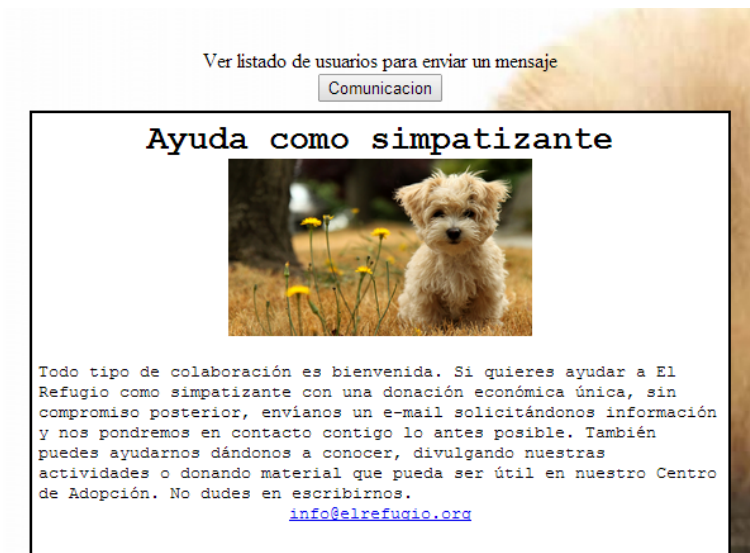 Ver listado de usuarios para enviar un mensaje
Comunicacion
Ayuda como simpatizante
Todo tipo de colaboración es bienvenida. Si quieres ayudar a El
Refugio como simpatizante con una donación económica única, sin
compromiso posterior, envíanos un e-mail solicitándonos información
y nos pondremos en contacto contigo lo antes posible. También
puedes ayudarnos dándonos a conocer, divulgando nuestras
actividades o donando material que pueda ser útil en nuestro Centro
de Adopción. No dudes en escribirnos.
info@elrefugio.org